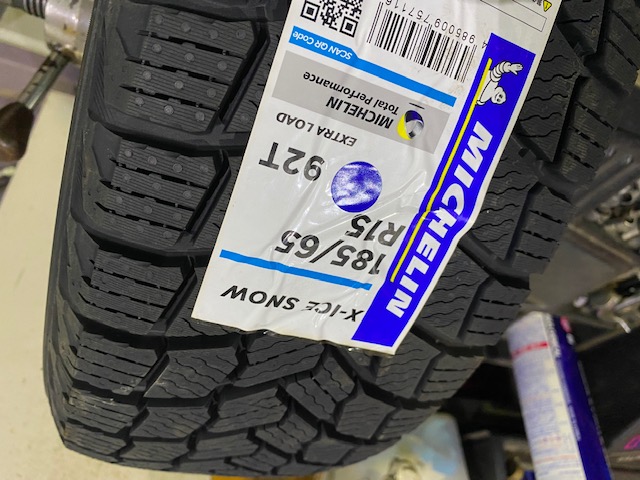 MICHELIN
X-ICE SNOW
185/65
R15
92T
EXTRA LOAD
MICHELIN
Total Performance
SCAN QR Code